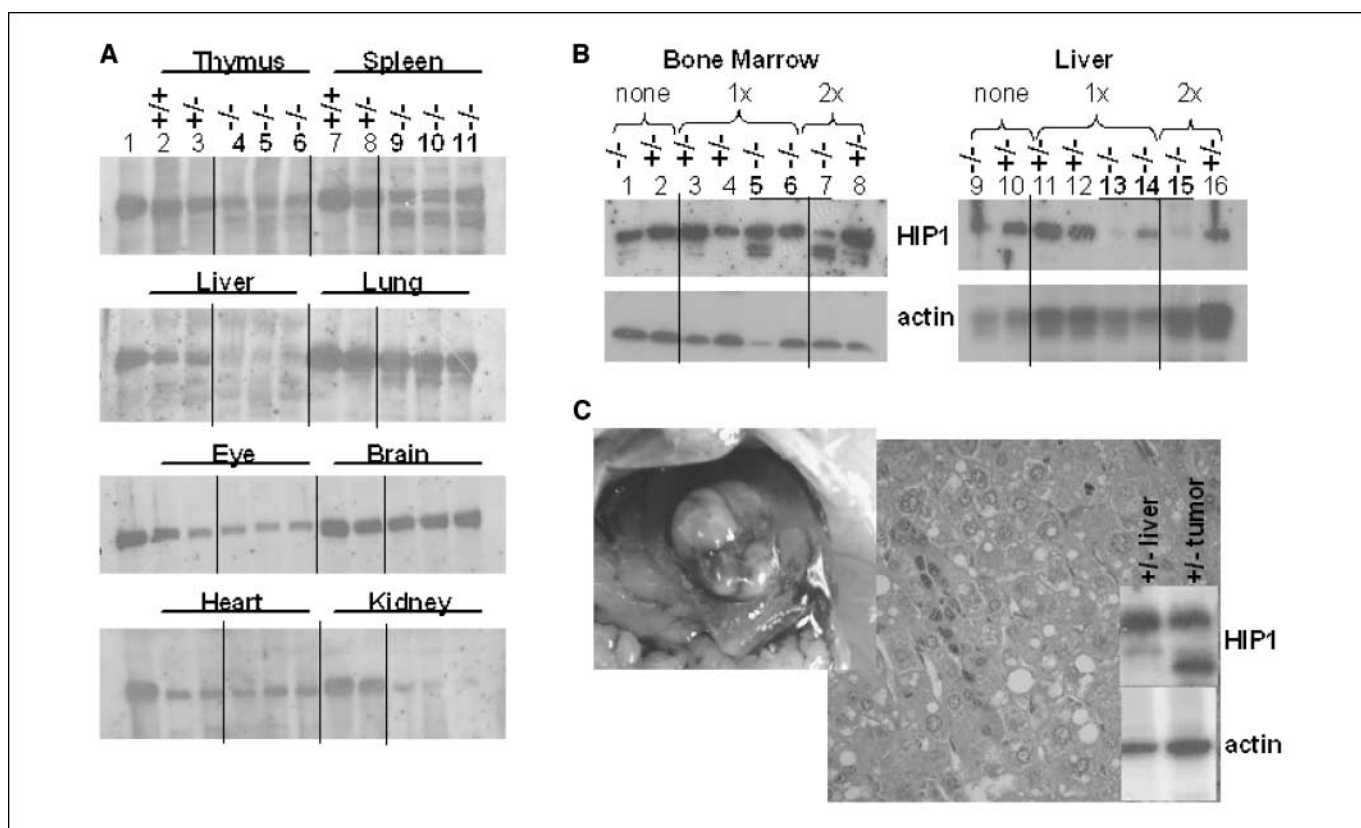 A
Thymus Spleen
+/+ +/- -/- -/- -/- +/+ +/- -/- -/- -/-
1 2 3 4 5 6 7 8 9 10 11
Liver Lung
Eye Brain
Heart Kidney
B
Bone Marrow Liver
none 1x 2x none 1x 2x
-/- +/- +/- +/- -/- -/- -/- +/- -/- +/- +/- +/- -/- -/- -/- +/-
1 2 3 4 5 6 7 8 9 10 11 12 13 14 15 16
HIP1
actin
C
+/- liver
+/- tumor
HIP1
actin